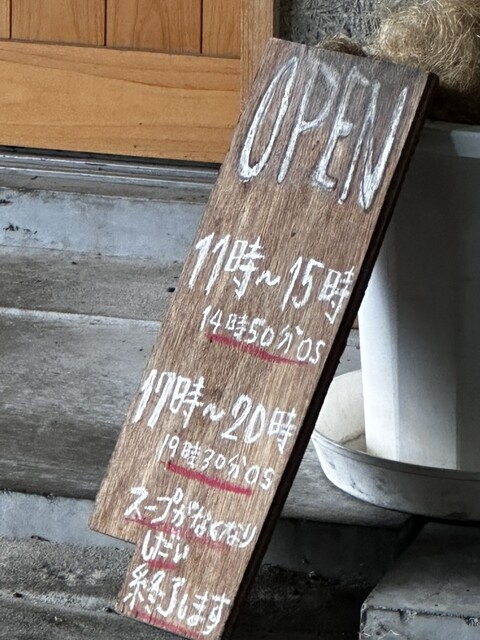 OPEN
11時~15時
14時50分OS
17時~20時
19時30分OS
スープがなくなり
しだい
終了します